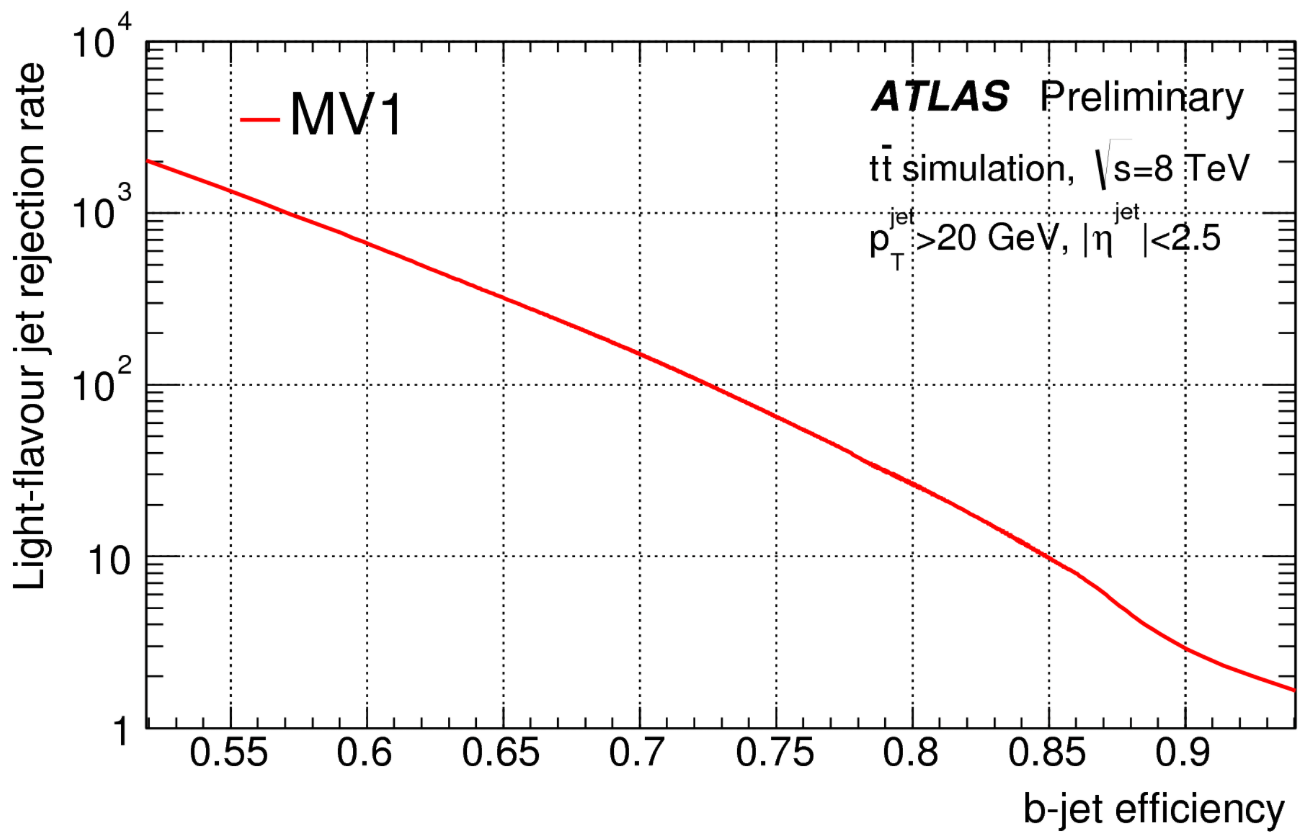 10^4
10^3
10^2
10
1
Light-flavour jet rejection rate
MV1
ATLAS Preliminary
tt̄ simulation, √s=8 TeV
p_T^jet>20 GeV, |η^jet|<2.5
0.55 0.6 0.65 0.7 0.75 0.8 0.85 0.9
b-jet efficiency